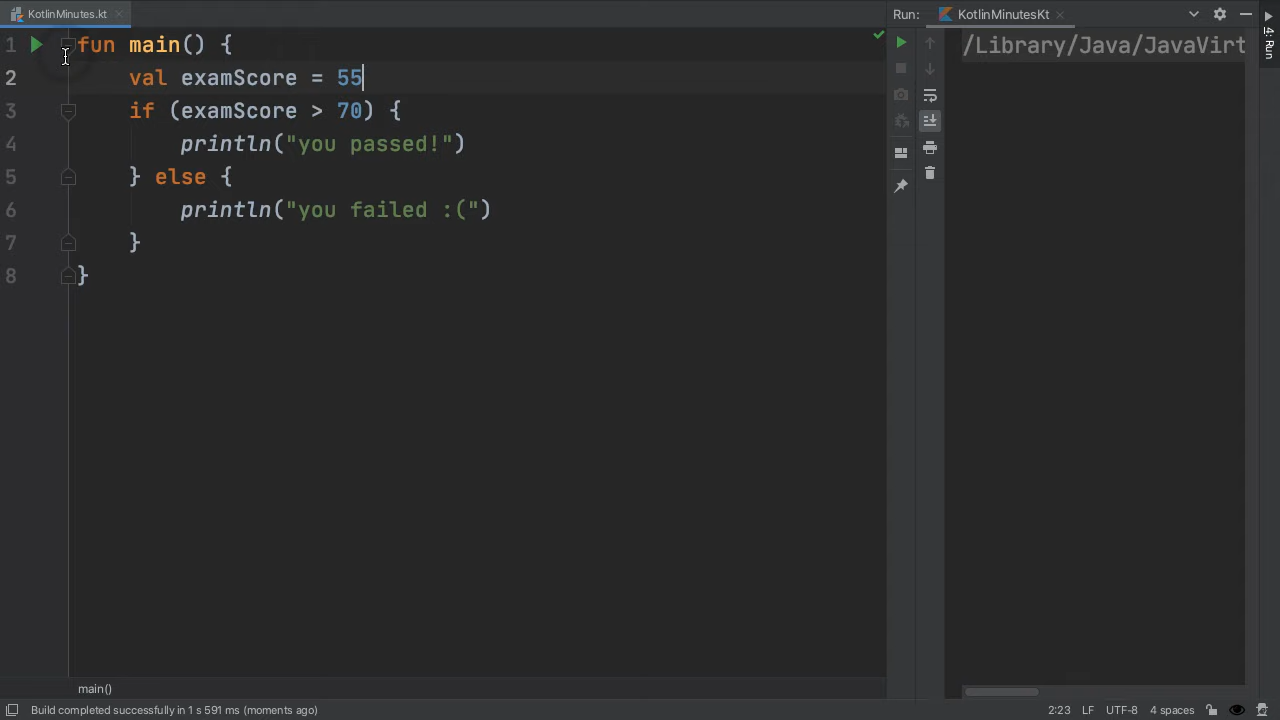 KotlinMinutes.kt
Run: KotlinMinutesKt
1 fun main() {
2 val examScore = 55
3 if (examScore > 70) {
4 println("you passed!")
5 } else {
6 println("you failed :(")
7 }
8 }
/Library/Java/JavaVirt
4: Run
main()
Build completed successfully in 1 s 591 ms (moments ago)
2:23 LF UTF-8 4 spaces